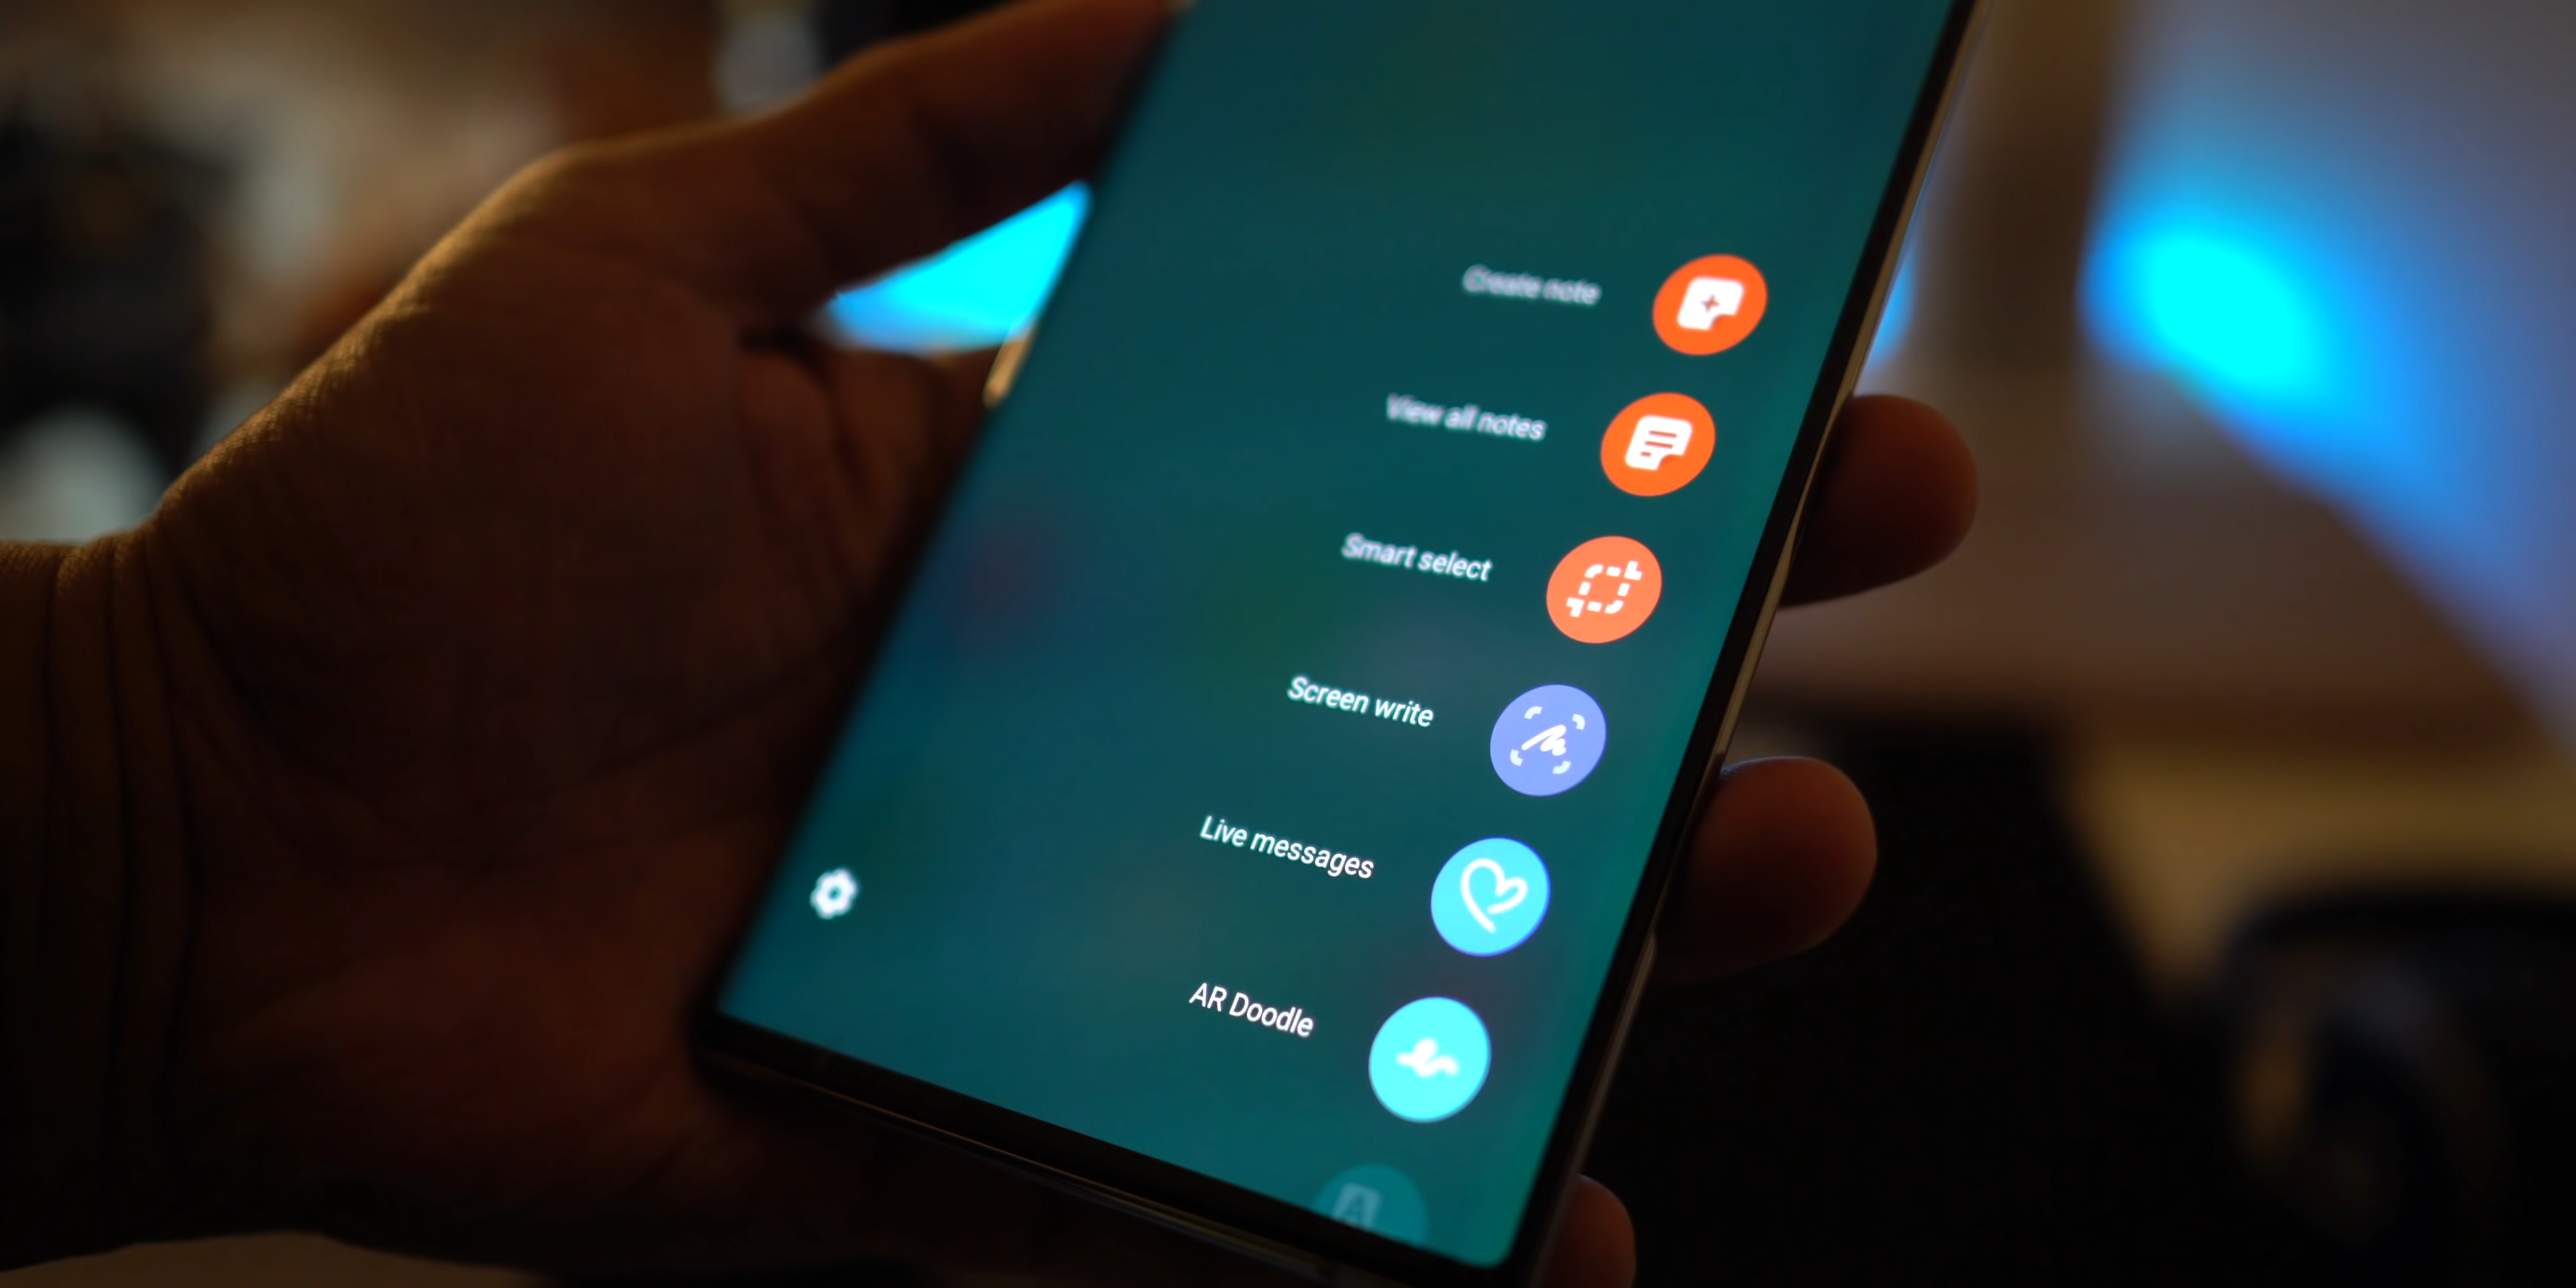 Create note
View all notes
Smart select
Screen write
Live messages
AR Doodle
A